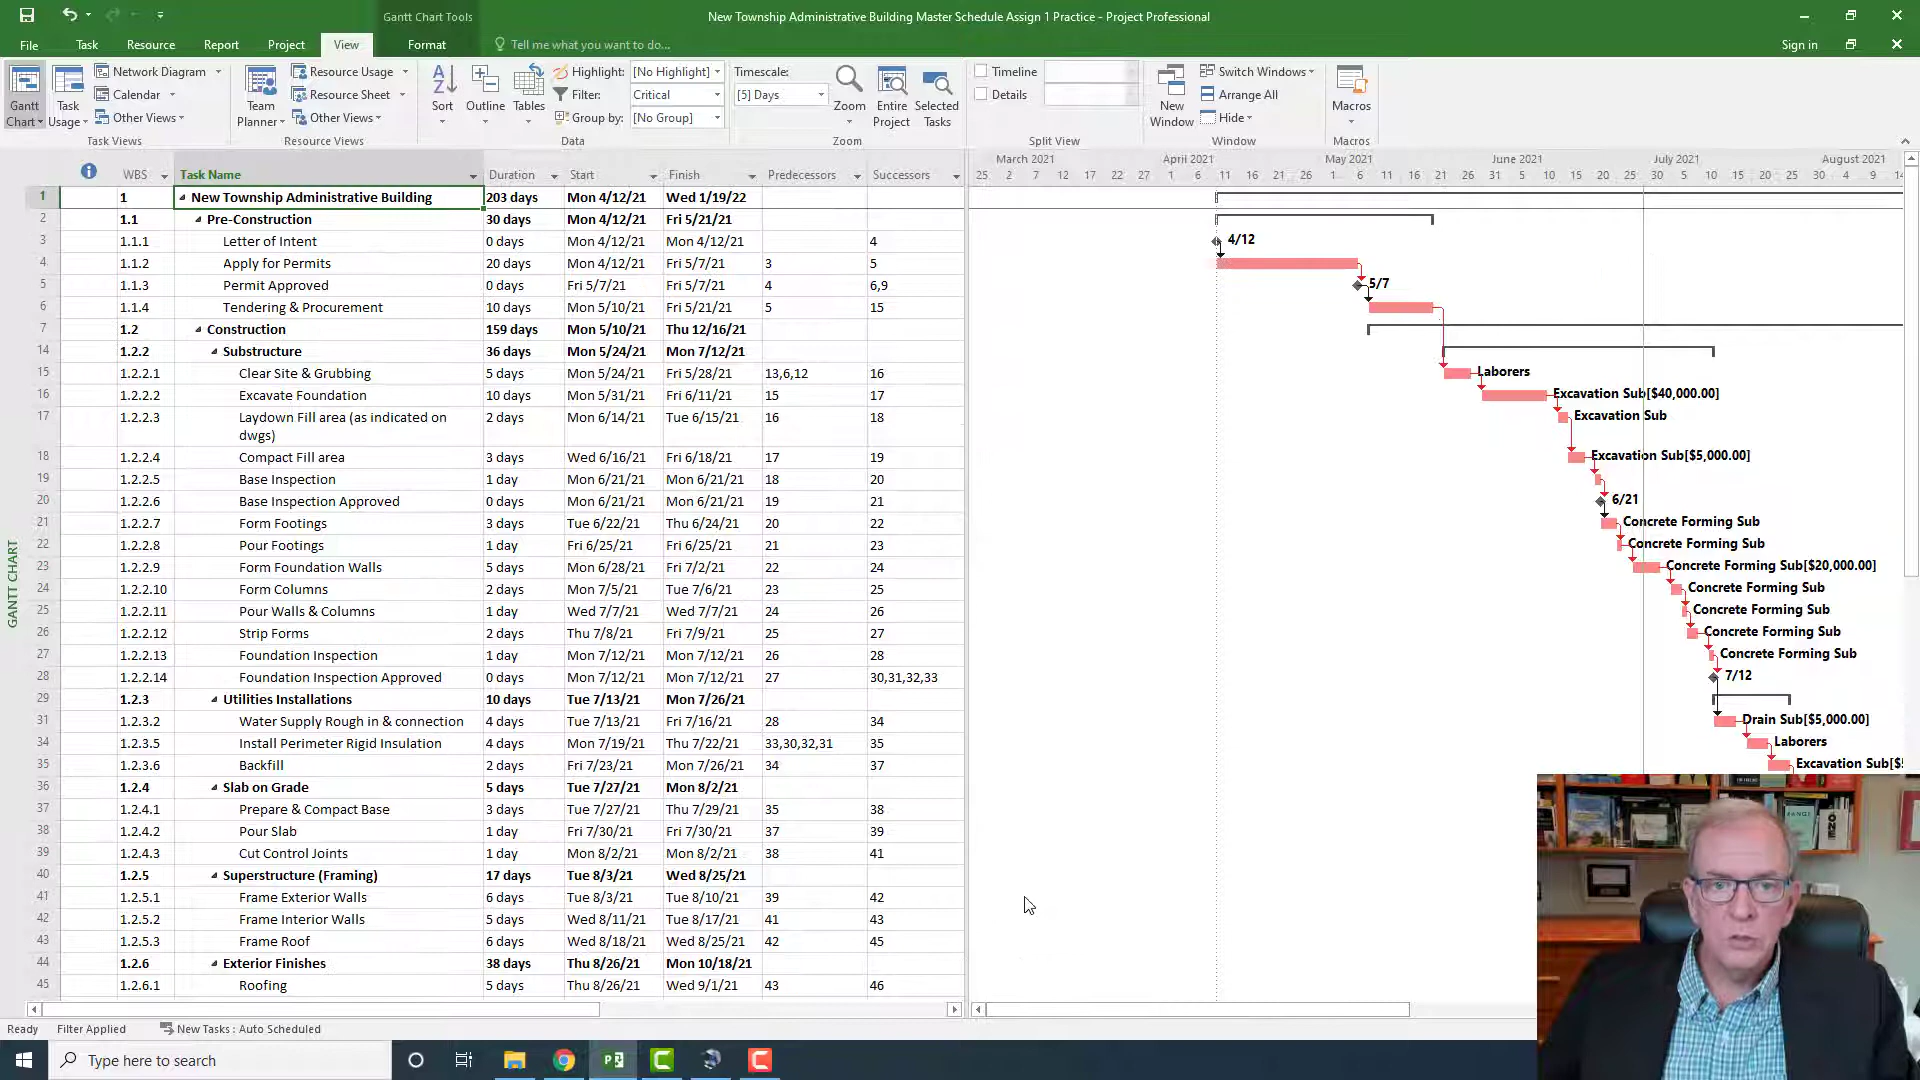 Gantt Chart Tools
New Township Administrative Building Master Schedule Assign 1 Practice - Project Professional
File Task Resource Report Project View Format Tell me what you want to do... Sign in
Gantt Chart Task Usage Network Diagram Calendar Other Views Task Views
Team Planner Resource Usage Resource Sheet Other Views Resource Views
Sort Outline Tables Highlight: [No Highlight] Filter: Critical Group by: [No Group] Data
Timescale: [5] Days Zoom Entire Project Selected Tasks Zoom
Timeline Details Split View
New Window Switch Windows Arrange All Hide Window
Macros Macros
WBS Task Name Duration Start Finish Predecessors Successors
March 2021 April 2021 May 2021 June 2021 July 2021 August 2021
25 2 7 12 17 22 27 1 6 11 16 21 26 1 6 11 16 21 26 31 5 10 15 20 25 30 5 10 15 20 25 30 4 9 14
1 1 New Township Administrative Building 203 days Mon 4/12/21 Wed 1/19/22
2 1.1 Pre-Construction 30 days Mon 4/12/21 Fri 5/21/21
3 1.1.1 Letter of Intent 0 days Mon 4/12/21 Mon 4/12/21 4 4/12
4 1.1.2 Apply for Permits 20 days Mon 4/12/21 Fri 5/7/21 3 5
5 1.1.3 Permit Approved 0 days Fri 5/7/21 Fri 5/7/21 4 6,9 5/7
6 1.1.4 Tendering & Procurement 10 days Mon 5/10/21 Fri 5/21/21 5 15
7 1.2 Construction 159 days Mon 5/10/21 Thu 12/16/21
14 1.2.2 Substructure 36 days Mon 5/24/21 Mon 7/12/21
15 1.2.2.1 Clear Site & Grubbing 5 days Mon 5/24/21 Fri 5/28/21 13,6,12 16 Laborers
16 1.2.2.2 Excavate Foundation 10 days Mon 5/31/21 Fri 6/11/21 15 17 Excavation Sub[$40,000.00]
17 1.2.2.3 Laydown Fill area (as indicated on dwgs) 2 days Mon 6/14/21 Tue 6/15/21 16 18 Excavation Sub
18 1.2.2.4 Compact Fill area 3 days Wed 6/16/21 Fri 6/18/21 17 19 Excavation Sub[$5,000.00]
19 1.2.2.5 Base Inspection 1 day Mon 6/21/21 Mon 6/21/21 18 20
20 1.2.2.6 Base Inspection Approved 0 days Mon 6/21/21 Mon 6/21/21 19 21 6/21
21 1.2.2.7 Form Footings 3 days Tue 6/22/21 Thu 6/24/21 20 22 Concrete Forming Sub
22 1.2.2.8 Pour Footings 1 day Fri 6/25/21 Fri 6/25/21 21 23 Concrete Forming Sub
23 1.2.2.9 Form Foundation Walls 5 days Mon 6/28/21 Fri 7/2/21 22 24 Concrete Forming Sub[$20,000.00]
24 1.2.2.10 Form Columns 2 days Mon 7/5/21 Tue 7/6/21 23 25 Concrete Forming Sub
25 1.2.2.11 Pour Walls & Columns 1 day Wed 7/7/21 Wed 7/7/21 24 26 Concrete Forming Sub
26 1.2.2.12 Strip Forms 2 days Thu 7/8/21 Fri 7/9/21 25 27 Concrete Forming Sub
27 1.2.2.13 Foundation Inspection 1 day Mon 7/12/21 Mon 7/12/21 26 28 Concrete Forming Sub
28 1.2.2.14 Foundation Inspection Approved 0 days Mon 7/12/21 Mon 7/12/21 27 30,31,32,33 7/12
29 1.2.3 Utilities Installations 10 days Tue 7/13/21 Mon 7/26/21
31 1.2.3.2 Water Supply Rough in & connection 4 days Tue 7/13/21 Fri 7/16/21 28 34 Drain Sub[$5,000.00]
34 1.2.3.5 Install Perimeter Rigid Insulation 4 days Mon 7/19/21 Thu 7/22/21 33,30,32,31 35 Laborers
35 1.2.3.6 Backfill 2 days Fri 7/23/21 Mon 7/26/21 34 37 Excavation Sub[$
36 1.2.4 Slab on Grade 5 days Tue 7/27/21 Mon 8/2/21
37 1.2.4.1 Prepare & Compact Base 3 days Tue 7/27/21 Thu 7/29/21 35 38
38 1.2.4.2 Pour Slab 1 day Fri 7/30/21 Fri 7/30/21 37 39
39 1.2.4.3 Cut Control Joints 1 day Mon 8/2/21 Mon 8/2/21 38 41
40 1.2.5 Superstructure (Framing) 17 days Tue 8/3/21 Wed 8/25/21
41 1.2.5.1 Frame Exterior Walls 6 days Tue 8/3/21 Tue 8/10/21 39 42
42 1.2.5.2 Frame Interior Walls 5 days Wed 8/11/21 Tue 8/17/21 41 43
43 1.2.5.3 Frame Roof 6 days Wed 8/18/21 Wed 8/25/21 42 45
44 1.2.6 Exterior Finishes 38 days Thu 8/26/21 Mon 10/18/21
45 1.2.6.1 Roofing 5 days Thu 8/26/21 Wed 9/1/21 43 46
GANTT CHART
Ready Filter Applied New Tasks : Auto Scheduled
Type here to search